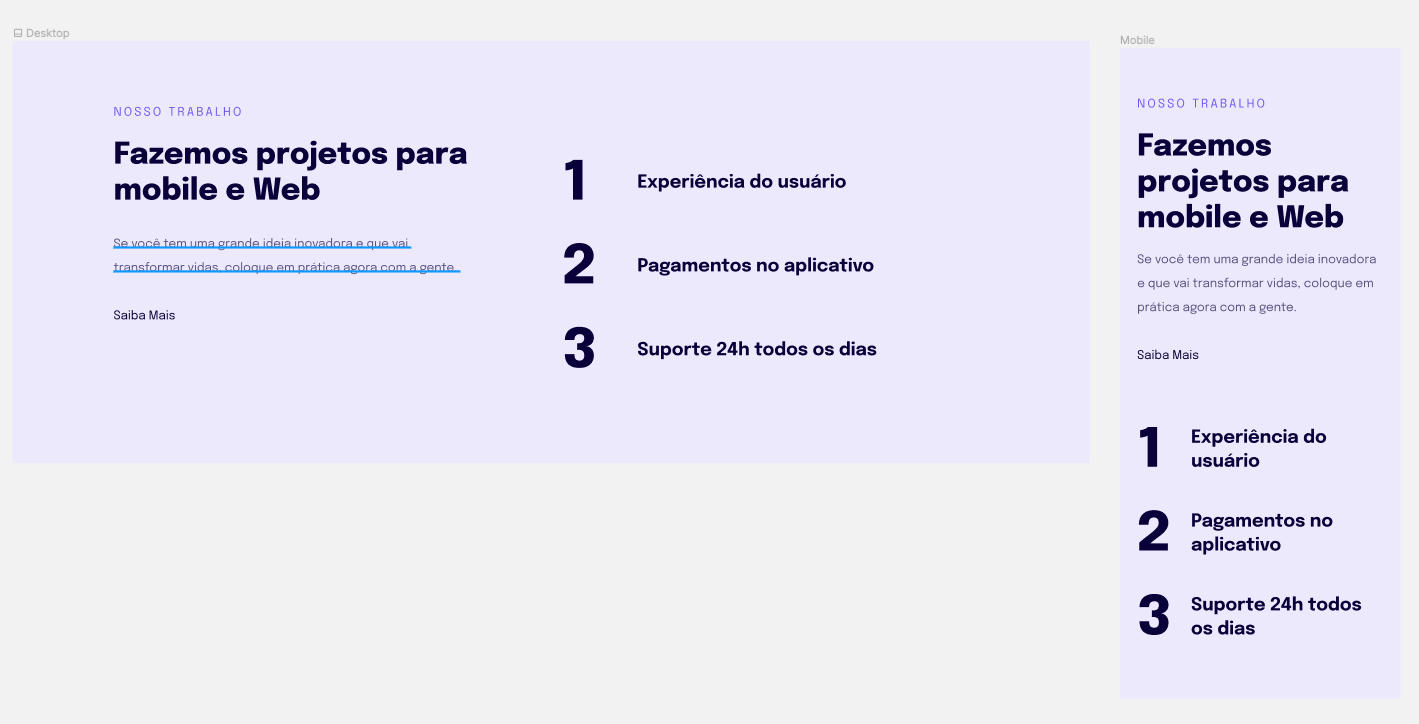 Desktop
NOSSO TRABALHO
Fazemos projetos para
mobile e Web
Se você tem uma grande ideia inovadora e que vai
transformar vidas, coloque em prática agora com a gente.
Saiba Mais
1 Experiência do usuário
2 Pagamentos no aplicativo
3 Suporte 24h todos os dias
Mobile
NOSSO TRABALHO
Fazemos
projetos para
mobile e Web
Se você tem uma grande ideia inovadora
e que vai transformar vidas, coloque em
prática agora com a gente.
Saiba Mais
1 Experiência do
usuário
2 Pagamentos no
aplicativo
3 Suporte 24h todos
os dias